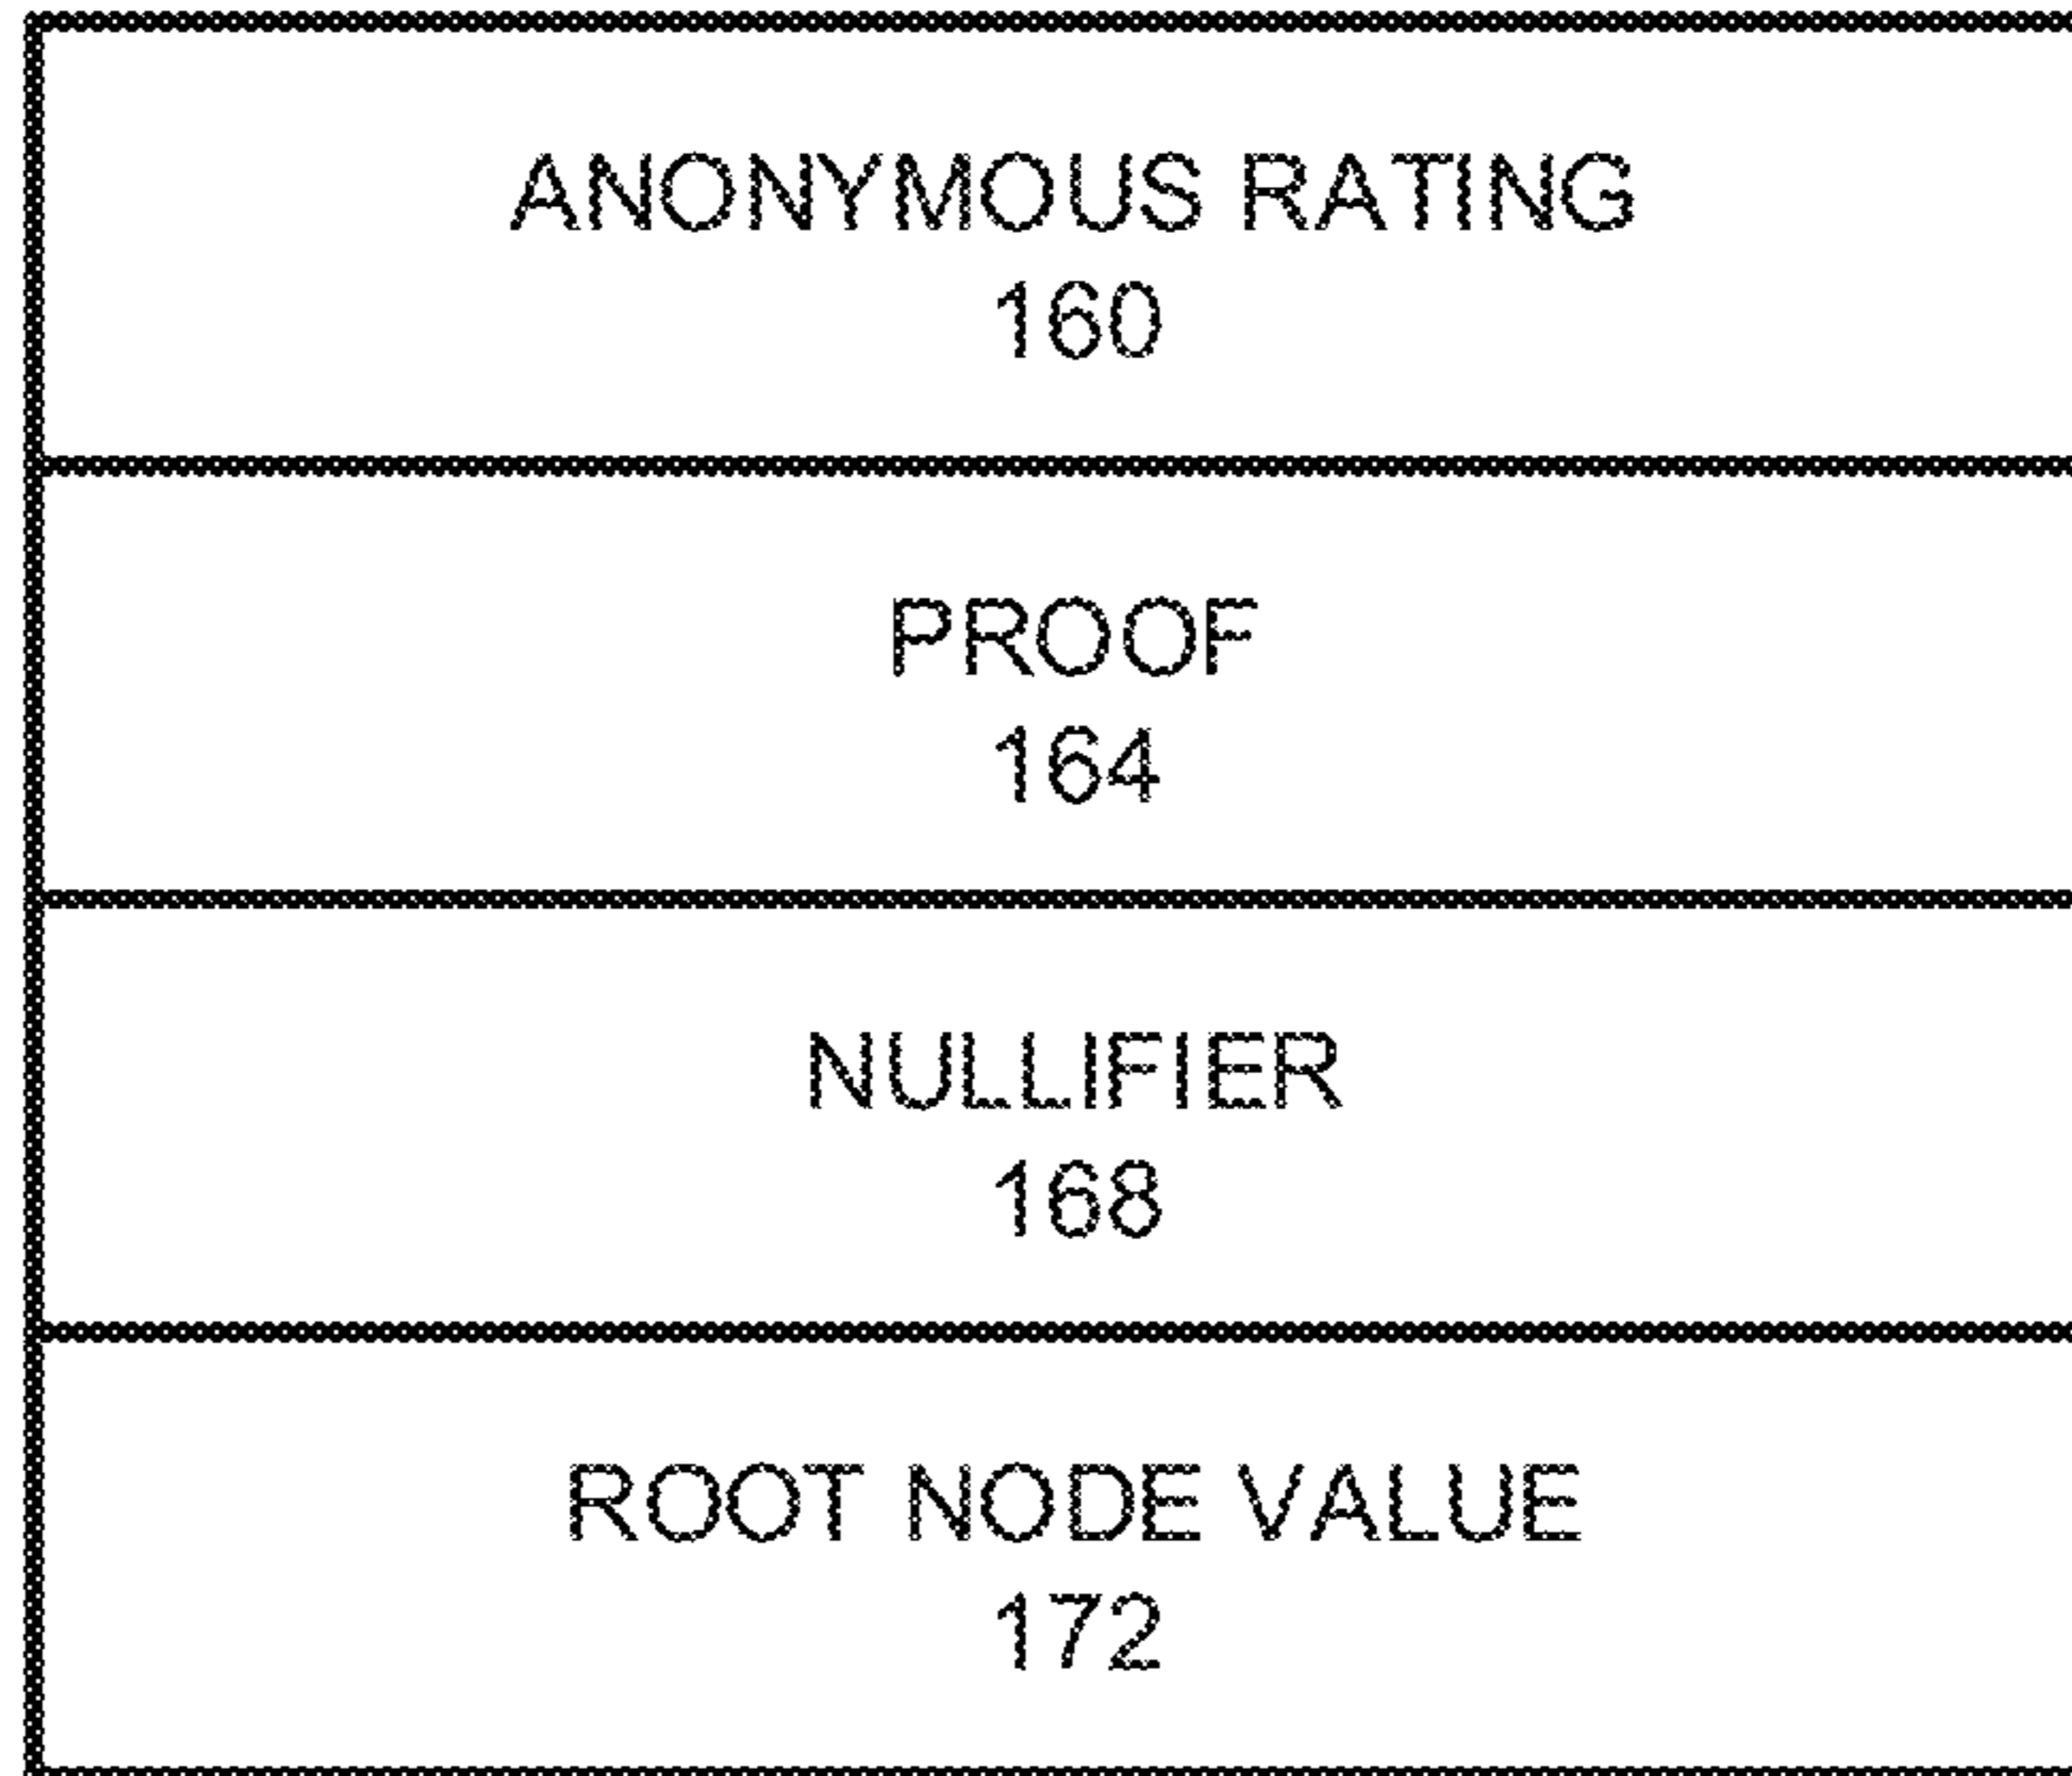 ANONYMOUS RATING
160
PROOF
164
NULLIFIER
168
ROOT NODE VALUE
172